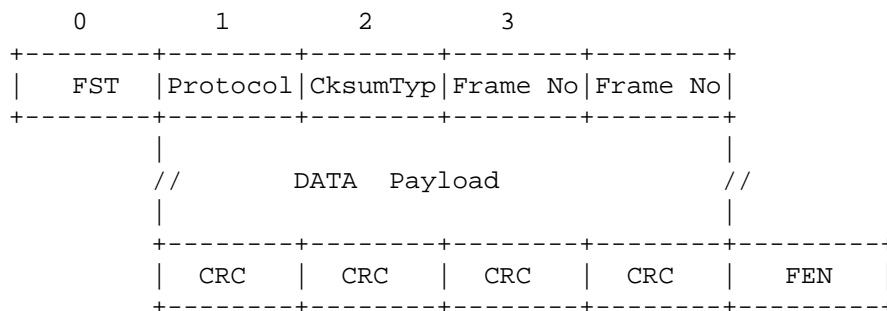 0 1 2 3
FST Protocol CksumTyp Frame No Frame No
// DATA Payload //
CRC CRC CRC CRC FEN